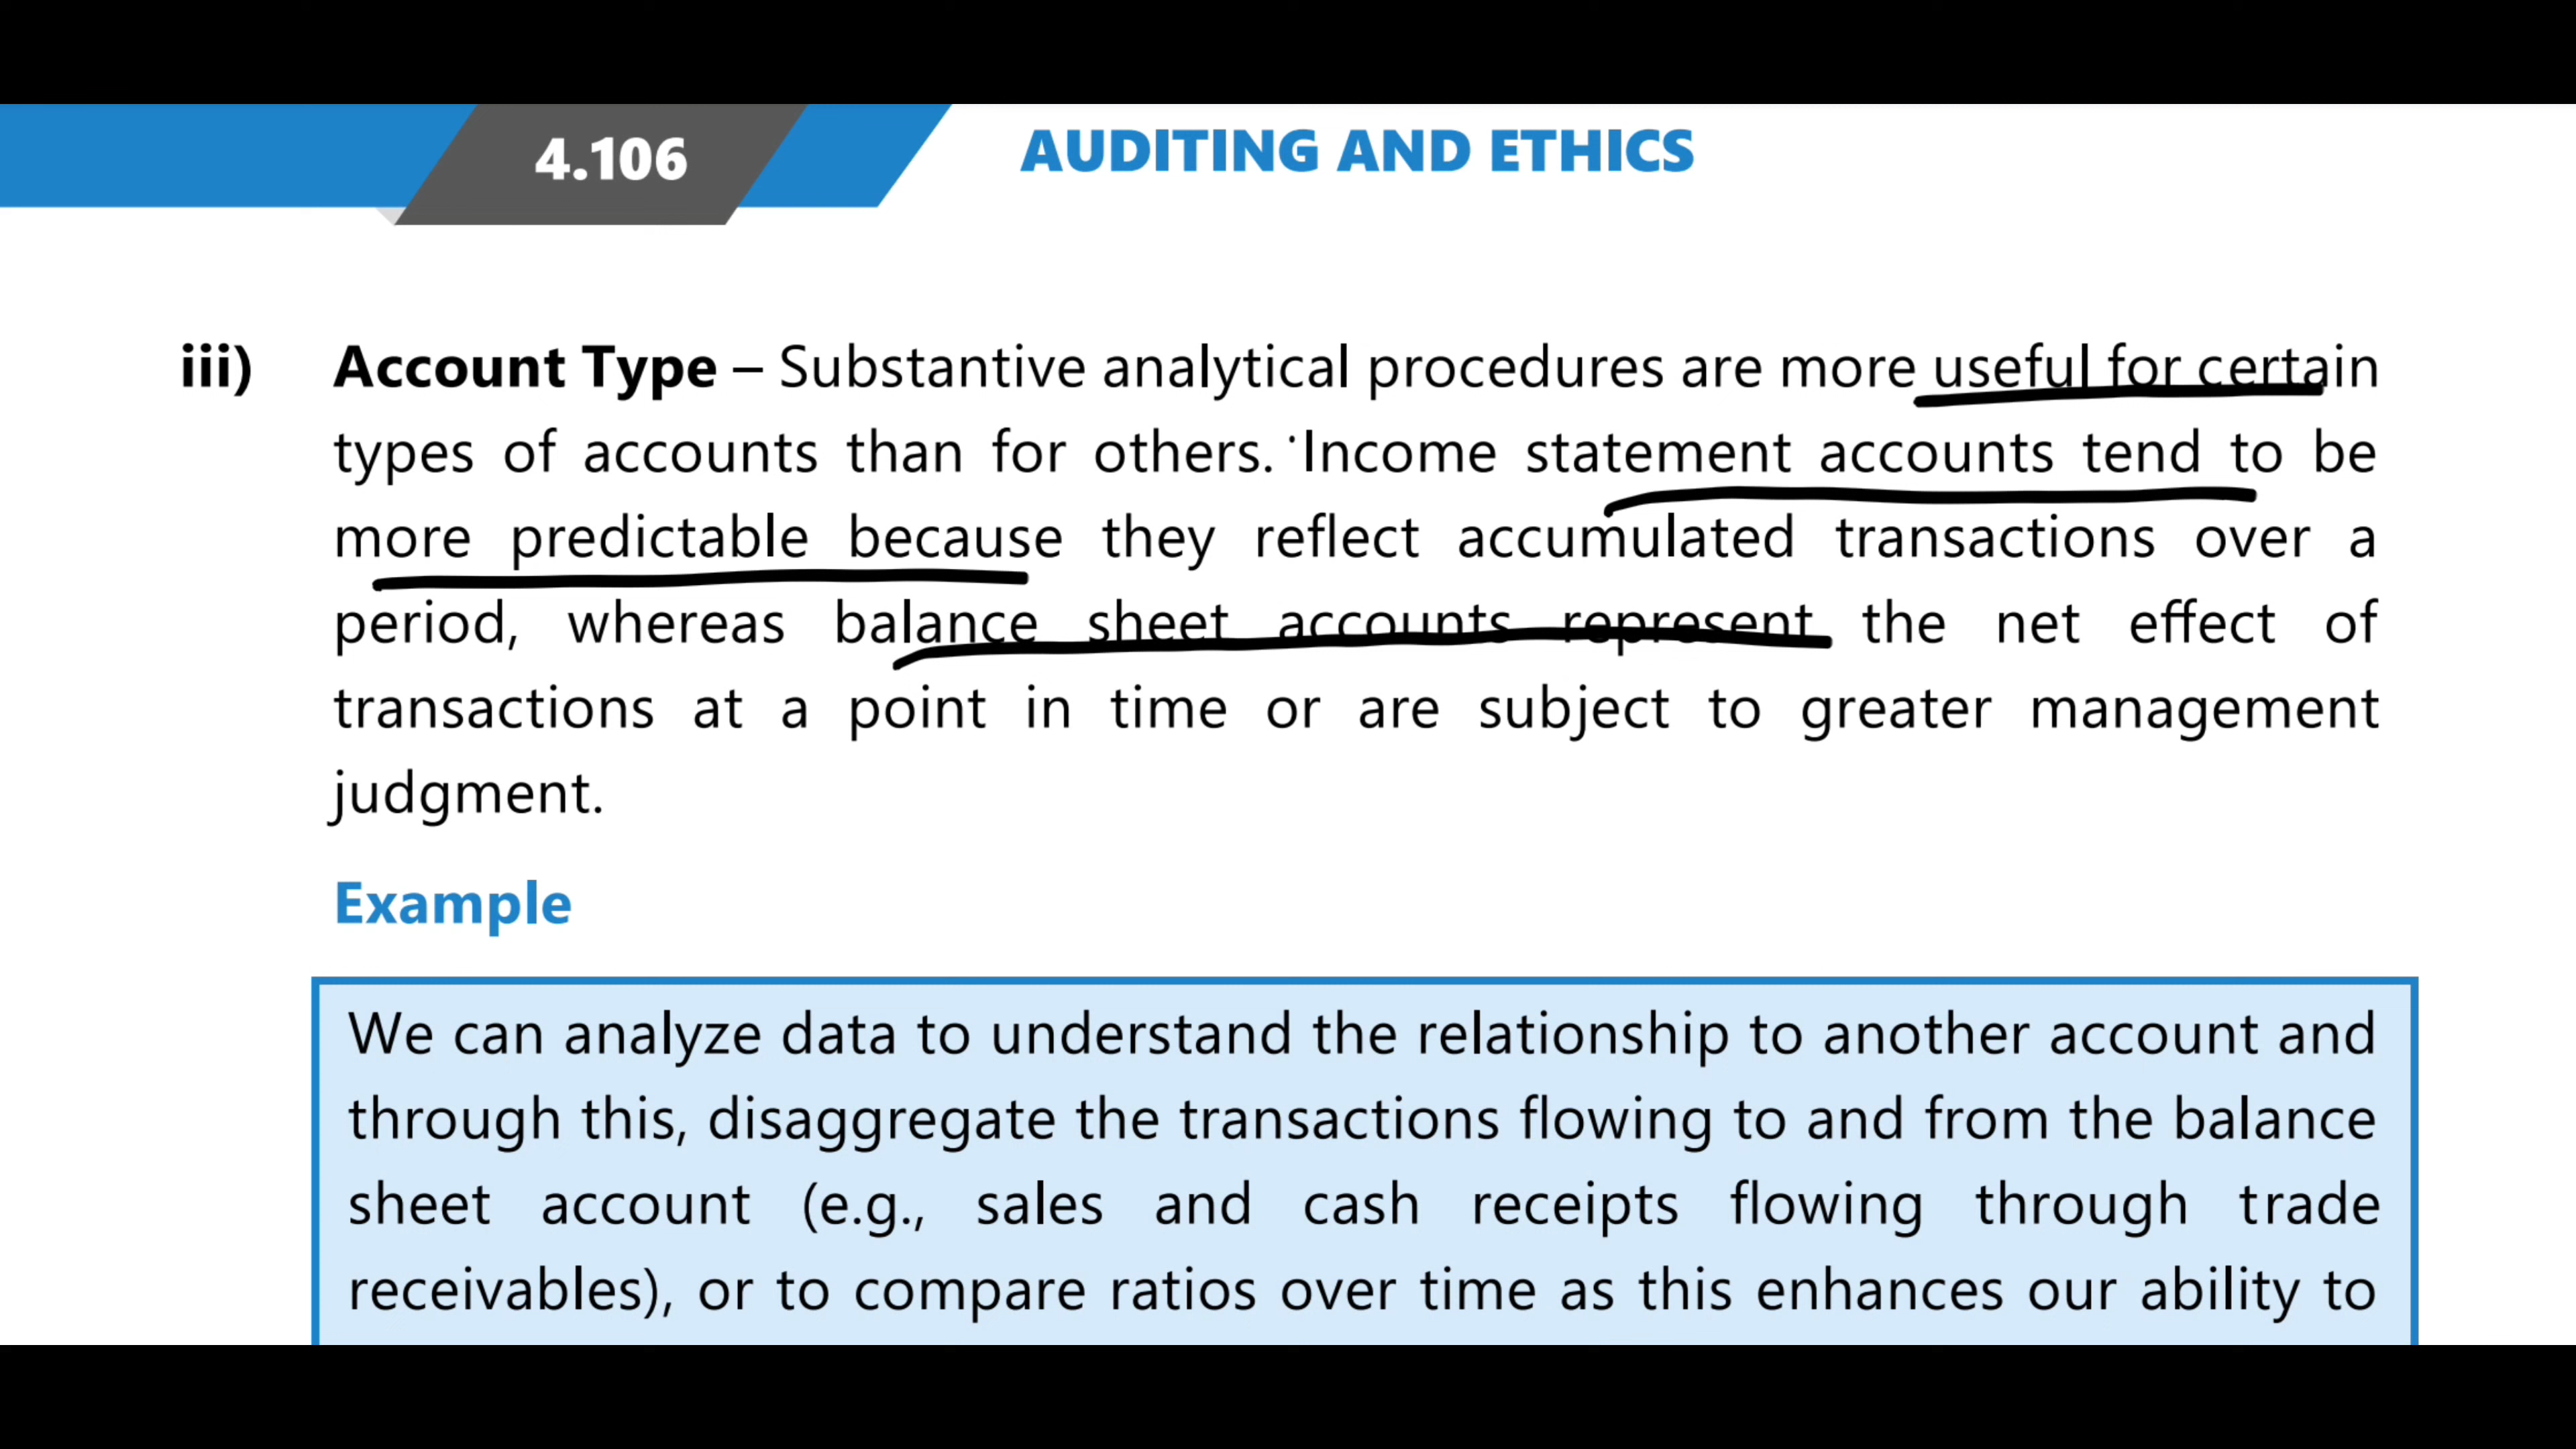 4.106
AUDITING AND ETHICS
iii) Account Type – Substantive analytical procedures are more useful for certain
types of accounts than for others. Income statement accounts tend to be
more predictable because they reflect accumulated transactions over a
period, whereas balance sheet accounts represent the net effect of
transactions at a point in time or are subject to greater management
judgment.
Example
We can analyze data to understand the relationship to another account and
through this, disaggregate the transactions flowing to and from the balance
sheet account (e.g., sales and cash receipts flowing through trade
receivables), or to compare ratios over time as this enhances our ability to